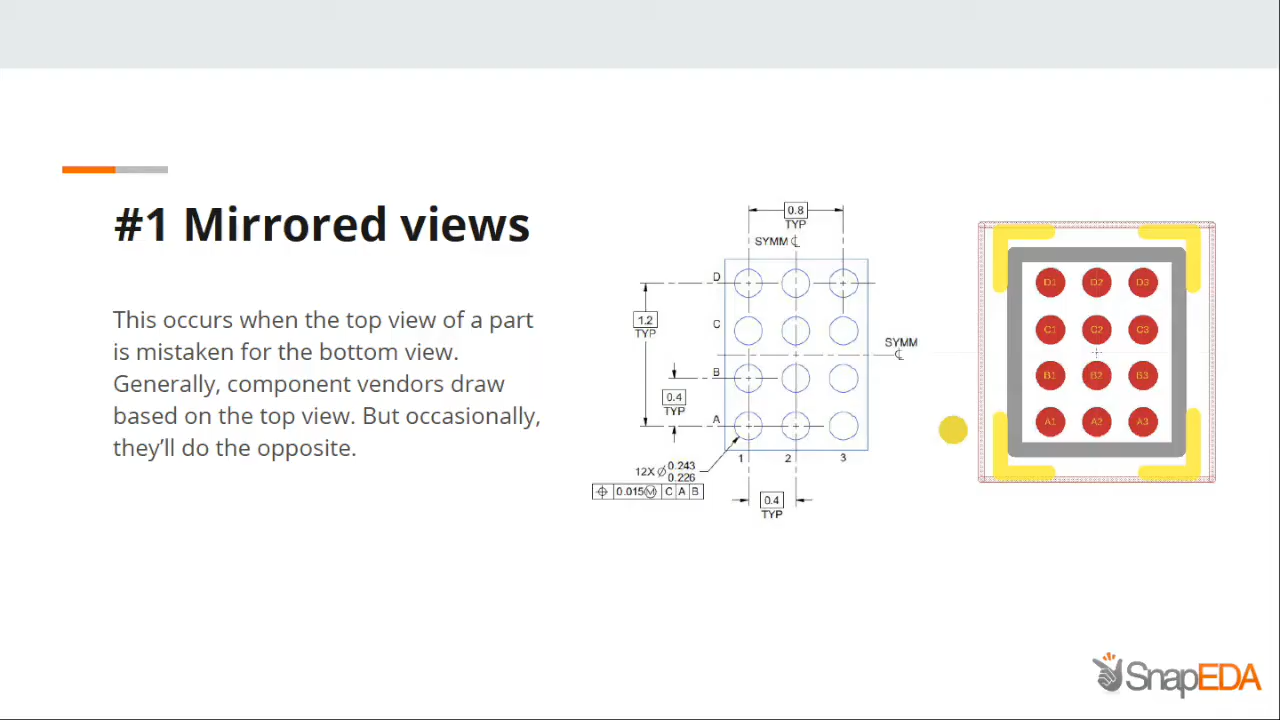 #1 Mirrored views
This occurs when the top view of a part
is mistaken for the bottom view.
Generally, component vendors draw
based on the top view. But occasionally,
they'll do the opposite.
0.8
TYP
SYMM ℄
D
C
B
A
1.2
TYP
0.4
TYP
SYMM
℄
1 2 3
12X ⌀ 0.243
0.226
⌖ 0.015 Ⓜ C A B
0.4
TYP
D1 D2 D3
C1 C2 C3
B1 B2 B3
A1 A2 A3
SnapEDA